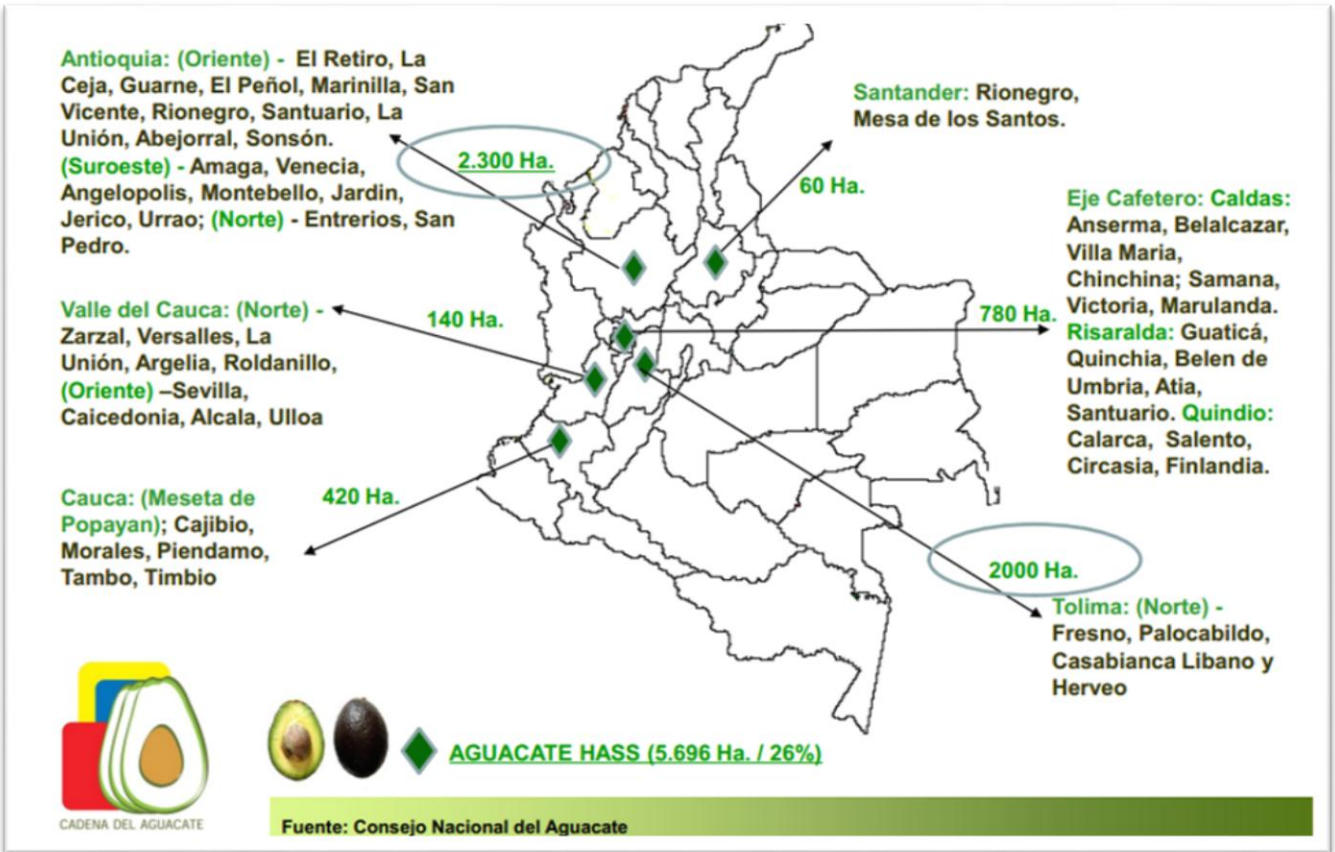 Antioquia: (Oriente) - El Retiro, La
Ceja, Guarne, El Peñol, Marinilla, San
Vicente, Rionegro, Santuario, La
Unión, Abejorral, Sonsón.
(Suroeste) - Amaga, Venecia,
Angelopolis, Montebello, Jardin,
Jerico, Urrao; (Norte) - Entrerios, San
Pedro.
2.300 Ha.
Santander: Rionegro,
Mesa de los Santos.
60 Ha.
Eje Cafetero: Caldas:
Anserma, Belalcazar,
Villa Maria,
Chinchina; Samana,
Victoria, Marulanda.
Risaralda: Guaticá,
Quinchia, Belen de
Umbria, Atia,
Santuario. Quindio:
Calarca, Salento,
Circasia, Finlandia.
780 Ha.
Valle del Cauca: (Norte) -
Zarzal, Versalles, La
Unión, Argelia, Roldanillo,
(Oriente) –Sevilla,
Caicedonia, Alcala, Ulloa
140 Ha.
Cauca: (Meseta de
Popayan); Cajibio,
Morales, Piendamo,
Tambo, Timbio
420 Ha.
2000 Ha.
Tolima: (Norte) -
Fresno, Palocabildo,
Casabianca Libano y
Herveo
AGUACATE HASS (5.696 Ha. / 26%)
CADENA DEL AGUACATE
Fuente: Consejo Nacional del Aguacate